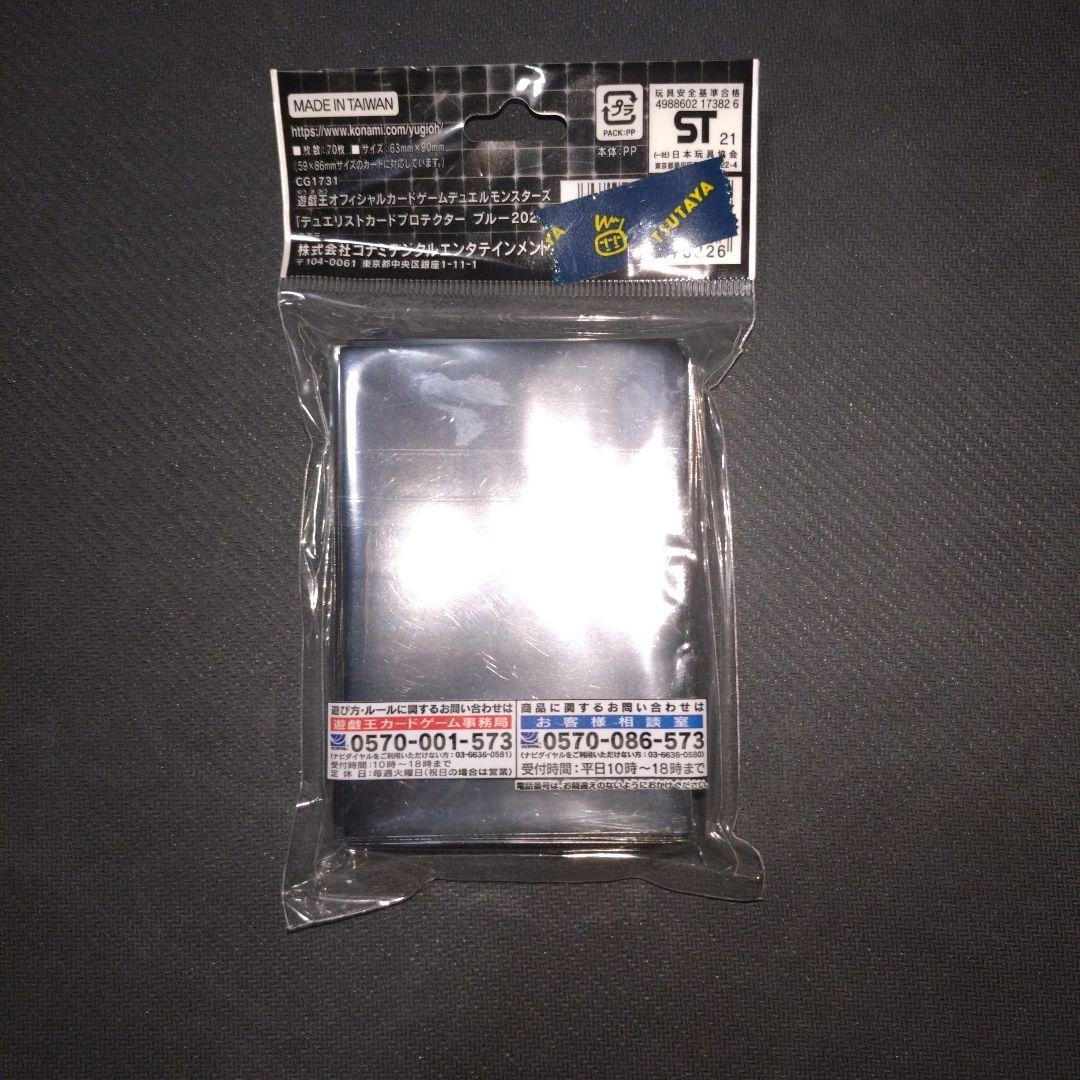 MADE IN TAIWAN
https://www.konami.com/yugioh/
■枚数:70枚 ■サイズ:63mm×90mm
(59×86mmサイズのカードに対応しています。)
CG1731
遊戯王オフィシャルカードゲームデュエルモンスターズ
「デュエリストカードプロテクター ブルー202
株式会社コナミデジタルエンタテインメント
〒104-0061 東京都中央区銀座1-11-1
プラ
PACK:PP
本体:PP
玩具安全基準合格
4988602 17382 6
ST 21
(一社)日本玩具協会
22-4
YA
TSUTAYA
遊び方・ルールに関するお問い合わせは
遊戯王カードゲーム事務局
0570-001-573
(ナビダイヤルをご利用いただけない方:03-6636-0581)
受付時間:10時〜18時まで
定休日:毎週火曜日(祝日の場合は営業)
商品に関するお問い合わせは
お客様相談室
0570-086-573
(ナビダイヤルをご利用いただけない方:03-6636-0580)
受付時間:平日10時〜18時まで
電話番号は、お間違えのないようにおかけください。